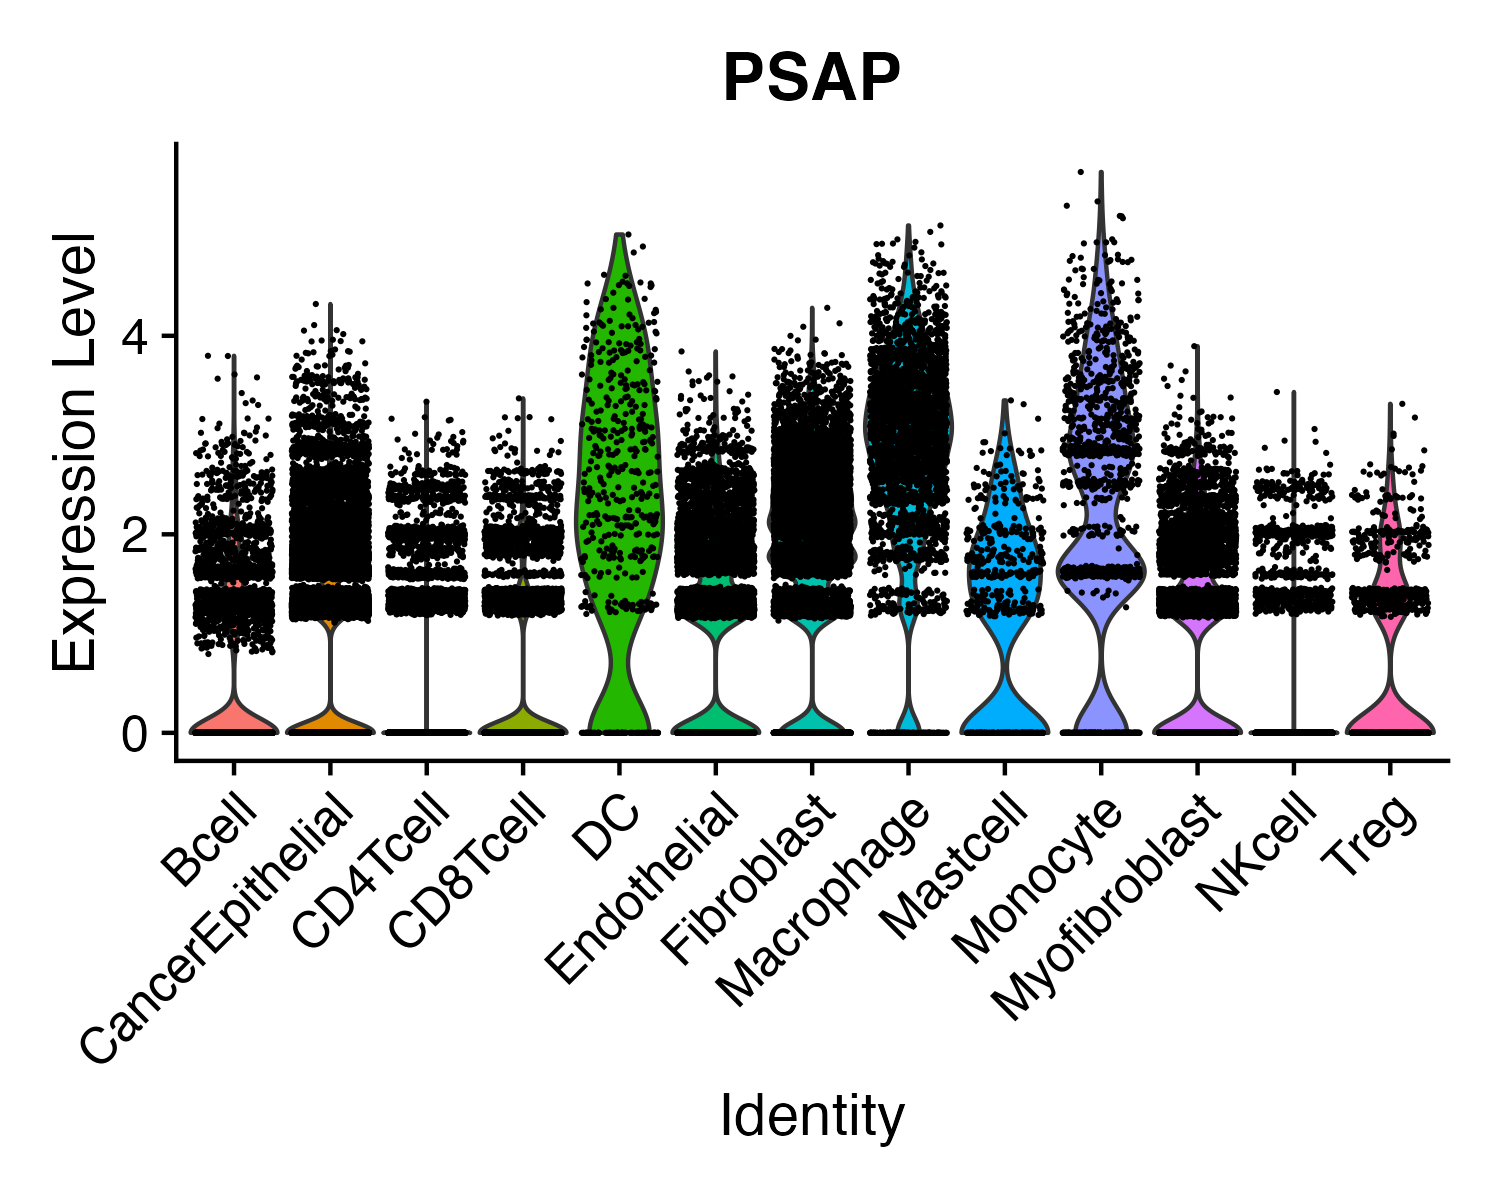 PSAP
Expression Level
4
2
0
Bcell
CancerEpithelial
CD4Tcell
CD8Tcell
DC
Endothelial
Fibroblast
Macrophage
Mastcell
Monocyte
Myofibroblast
NKcell
Treg
Identity